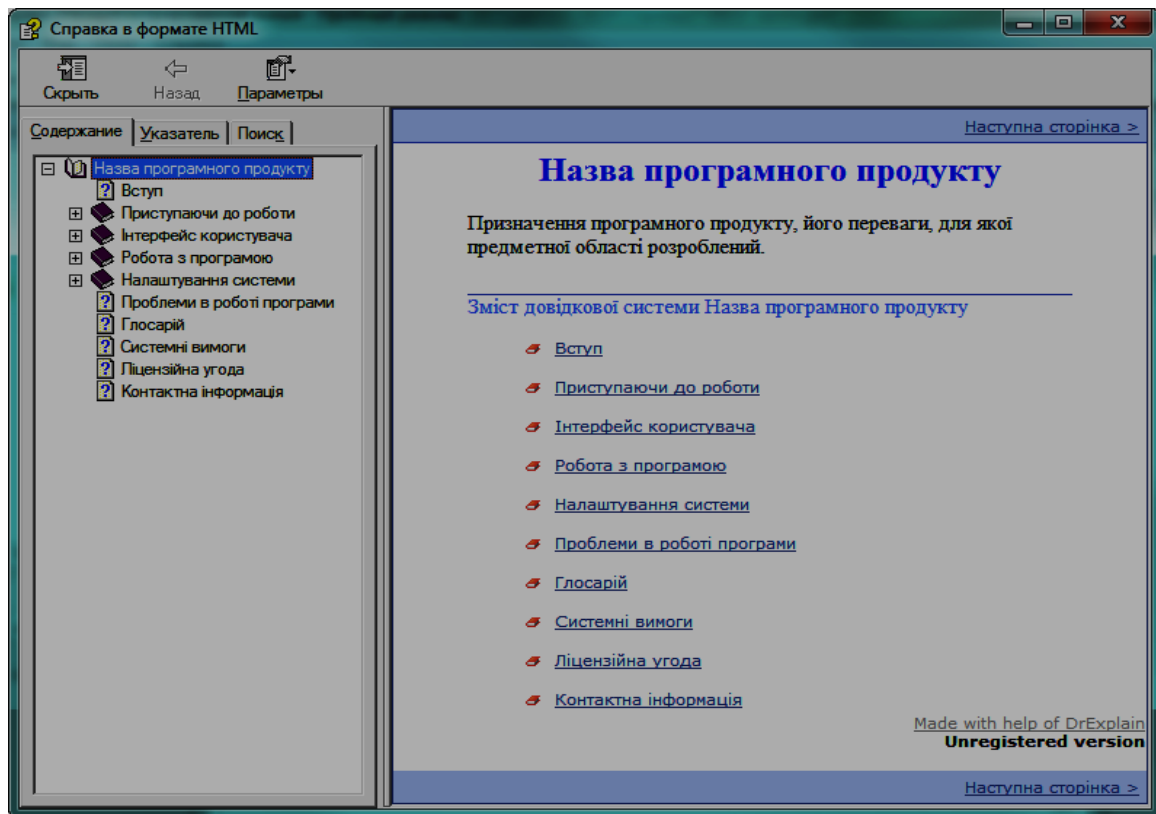 Справка в формате HTML
Скрыть Назад Параметры
Содержание Указатель Поиск
Назва програмного продукту
Вступ
Приступаючи до роботи
Інтерфейс користувача
Робота з програмою
Налаштування системи
Проблеми в роботі програми
Глосарій
Системні вимоги
Ліцензійна угода
Контактна інформація
Наступна сторінка >
Назва програмного продукту
Призначення програмного продукту, його переваги, для якої
предметної області розроблений.
Зміст довідкової системи Назва програмного продукту
Вступ
Приступаючи до роботи
Інтерфейс користувача
Робота з програмою
Налаштування системи
Проблеми в роботі програми
Глосарій
Системні вимоги
Ліцензійна угода
Контактна інформація
Made with help of DrExplain
Unregistered version
Наступна сторінка >